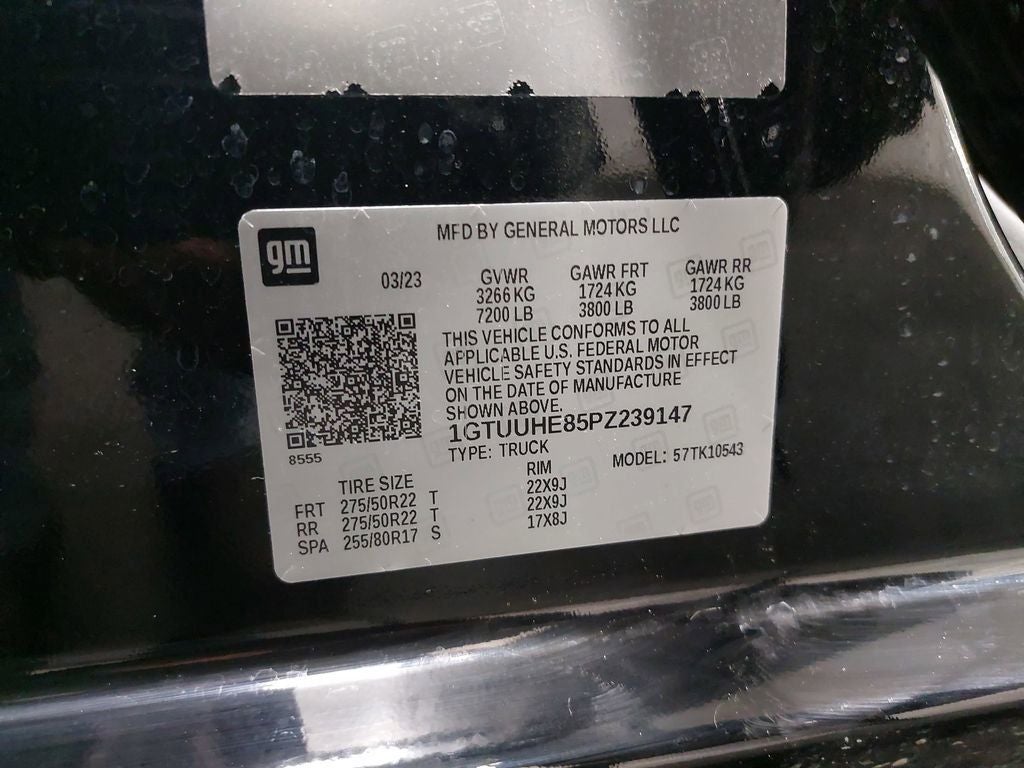 gm
MFD BY GENERAL MOTORS LLC
03/23
GVWR
3266 KG
7200 LB
GAWR FRT
1724 KG
3800 LB
GAWR RR
1724 KG
3800 LB
THIS VEHICLE CONFORMS TO ALL
APPLICABLE U.S. FEDERAL MOTOR
VEHICLE SAFETY STANDARDS IN EFFECT
ON THE DATE OF MANUFACTURE
SHOWN ABOVE.
8555
1GTUUHE85PZ239147
TYPE: TRUCK
MODEL: 57TK10543
TIRE SIZE RIM
FRT 275/50R22 T 22X9J
RR 275/50R22 T 22X9J
SPA 255/80R17 S 17X8J